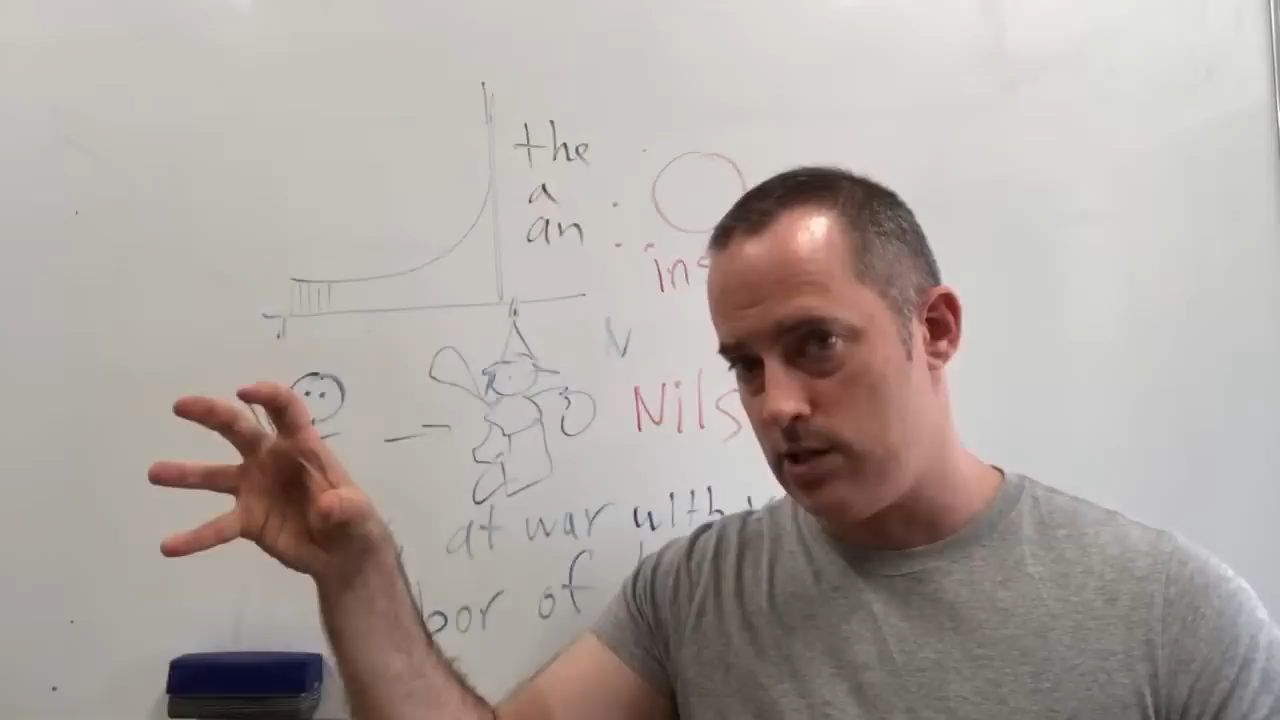 the
a
an
ins
V
Nils
at war with
bor of